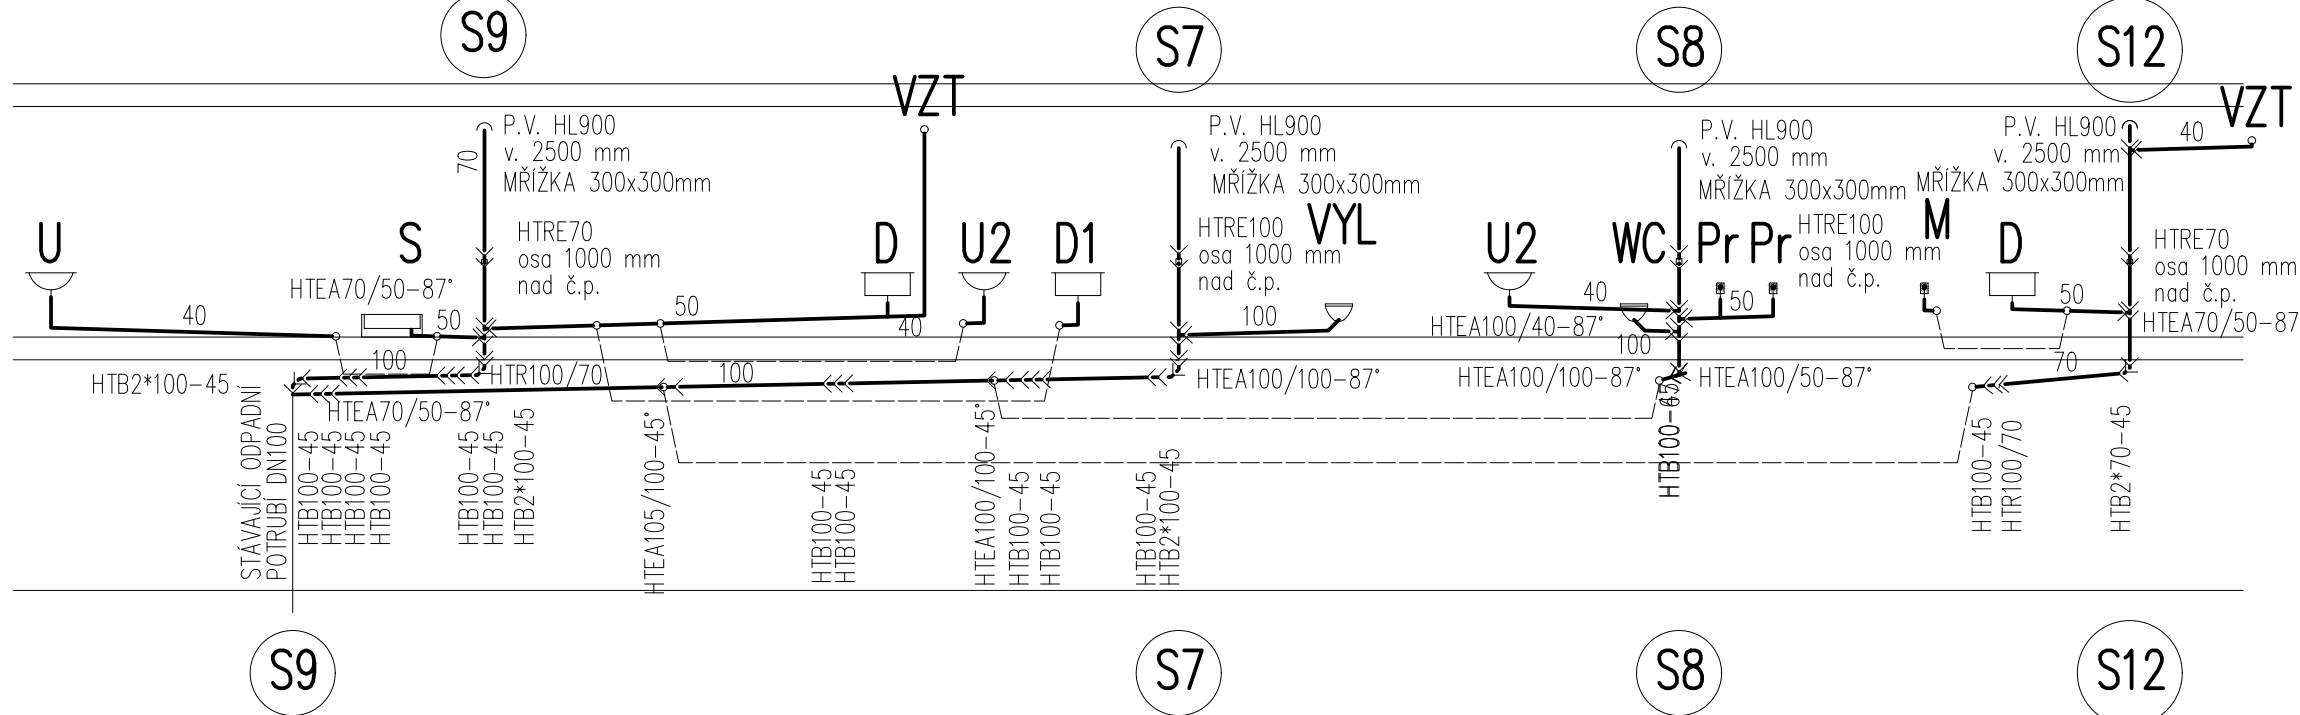 S9
S7
S8
S12
VZT
VZT
70
P.V. HL900
v. 2500 mm
MŘÍŽKA 300x300mm
P.V. HL900
v. 2500 mm
MŘÍŽKA 300x300mm
P.V. HL900
v. 2500 mm
MŘÍŽKA 300x300mm
P.V. HL900
v. 2500 mm
MŘÍŽKA 300x300mm
40
U
S
HTEA70/50-87°
HTRE70
osa 1000 mm
nad č.p.
D
U2
D1
HTRE100
osa 1000 mm
nad č.p.
VYL
U2
WC
Pr
Pr
HTRE100
osa 1000 mm
nad č.p.
M
D
HTRE70
osa 1000 mm
nad č.p.
40
50
50
40
100
40
50
50
HTEA100/40-87°
HTEA70/50-87
100
100
100
70
HTB2*100-45
HTR100/70
HTEA100/100-87°
HTEA100/100-87°
HTEA100/50-87°
HTEA70/50-87°
STÁVAJÍCÍ ODPADNÍ
POTRUBÍ DN100
HTB100-45
HTB100-45
HTB100-45
HTB100-45
HTB100-45
HTB100-45
HTB2*100-45
HTEA105/100-45°
HTB100-45
HTB100-45
HTEA100/100-45°
HTB100-45
HTB100-45
HTB100-45
HTB2*100-45
HTB100-45
HTR100/70
HTB2*70-45
S9
S7
S8
S12